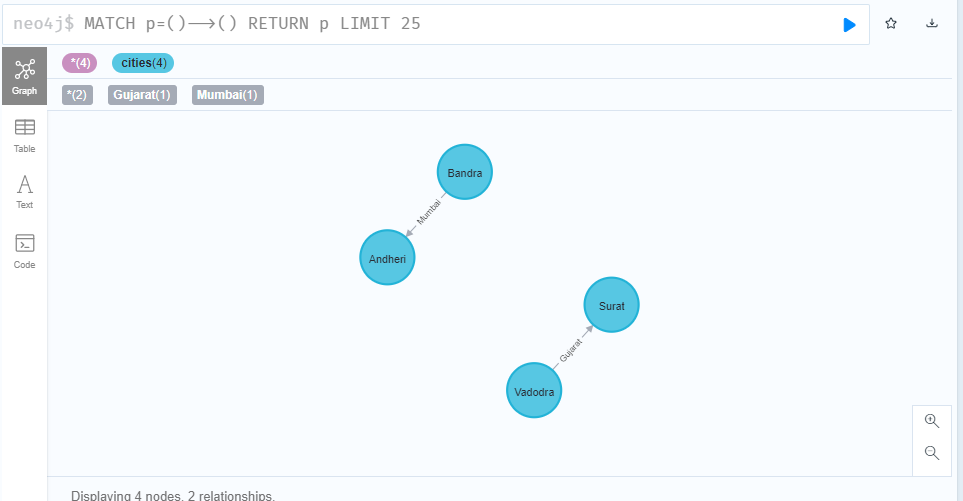 neo4j$ MATCH p=()-->() RETURN p LIMIT 25
*(4) cities(4)
*(2) Gujarat(1) Mumbai(1)
Graph
Table
Text
Code
Bandra
Mumbai
Andheri
Surat
Gujarat
Vadodra
Displaying 4 nodes, 2 relationships.